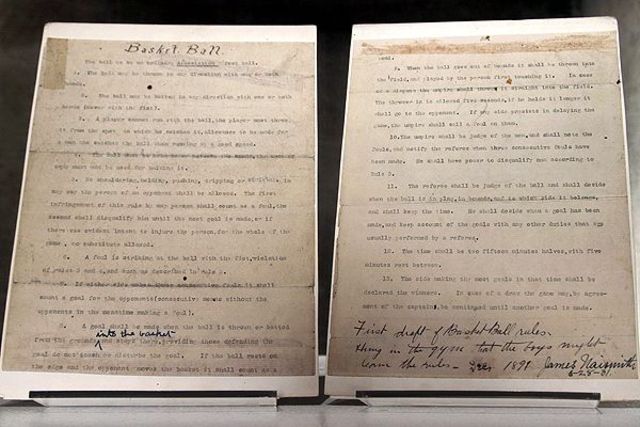 Basket Ball.
The ball to be an ordinary Association foot ball.
1. The ball may be thrown in any direction with one or both
hands.
2. The ball may be batted in any direction with one or both
hands (never with the fist).
3. A player cannot run with the ball, the player must throw
it from the spot on which he catches it, allowance to be made for
a man who catches the ball when running at a good speed.
4. The ball must be held
must not be used for holding it.
5. No shouldering, holding, pushing, tripping or striking, in
any way the person of an opponent shall be allowed. The first
infringement of this rule by any person shall count as a foul, the
second shall disqualify him until the next goal is made, or if
there was evident intent to injure the person, for the whole of the
game, no substitute allowed.
6. A foul is striking at the ball with the fist, violation
of rules 3 and 4, and such as described in rule 5.
7. If either side makes three consecutive fouls it shall
count a goal for the opponents (consecutive means without the
opponents in the meantime making a foul).
8. A goal shall be made when the ball is thrown or batted
into the basket
from the grounds and stays there, providing those defending the
goal do not touch or disturbe the goal. If the ball rests on
the edge and the opponent moves the basket it shall count as a
goal.
9. When the ball goes out of bounds it shall be thrown into
the field, and played by the person first touching it. In case
of a dispute the umpire shall throw it straight into the field.
The thrower in is allowed five seconds, if he holds it longer it
shall go to the opponent. If any side presists in delaying the
game, the umpire shall call a foul on them.
10. The umpire shall be judge of the men, and shall note the
fouls, and notify the referee when three consecutive fouls have
been made. He shall have power to disqualify men according to
Rule 5.
11. The referee shall be judge of the ball and shall decide
when the ball is in play, in bounds, and to which side it belongs,
and shall keep the time. He shall decide when a goal has been
made, and keep account of the goals with any other duties that are
usually performed by a referee.
12. The time shall be two fifteen minutes halves, with five
minutes rest between.
13. The side making the most goals in that time shall be
declared the winners. In case of a draw the game may, by agree-
ment of the captains, be continued until another goal is made.
First draft of Basket Ball rules.
Hung in the gym that the boys might
learn the rules - Dec. 1891 James Naismith
6-28-31